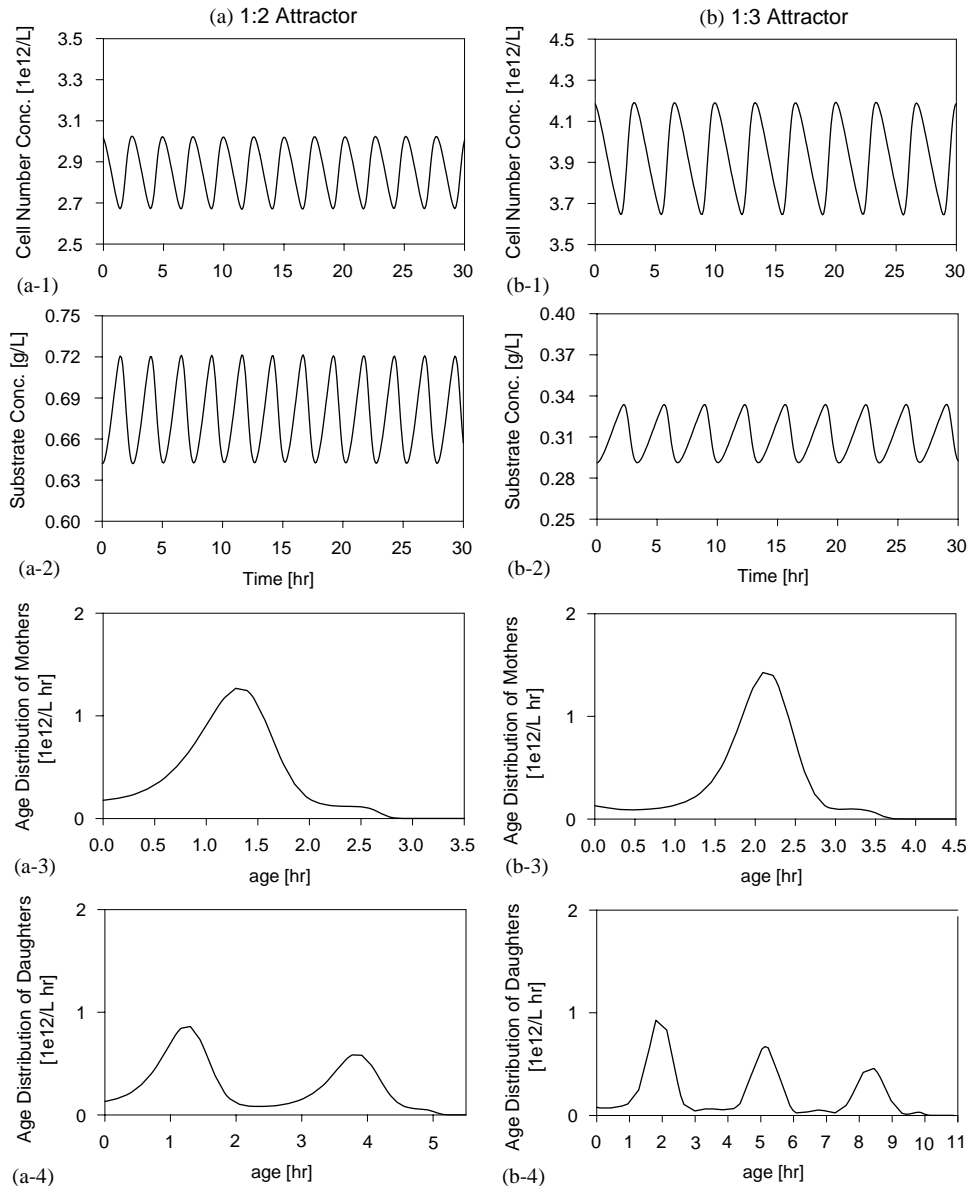 (a) 1:2 Attractor
(b) 1:3 Attractor
Cell Number Conc. [1e12/L]
3.5
3.3
3.1
2.9
2.7
2.5
0 5 10 15 20 25 30
(a-1)
Cell Number Conc. [1e12/L]
4.5
4.3
4.1
3.9
3.7
3.5
0 5 10 15 20 25 30
(b-1)
Substrate Conc. [g/L]
0.75
0.72
0.69
0.66
0.63
0.60
0 5 10 15 20 25 30
(a-2)
Time [hr]
Substrate Conc. [g/L]
0.40
0.37
0.34
0.31
0.28
0.25
0 5 10 15 20 25 30
(b-2)
Time [hr]
Age Distribution of Mothers
[1e12/L hr]
2
1
0
0.0 0.5 1.0 1.5 2.0 2.5 3.0 3.5
(a-3)
age [hr]
Age Distribution of Mothers
[1e12/L hr]
2
1
0
0.0 0.5 1.0 1.5 2.0 2.5 3.0 3.5 4.0 4.5
(b-3)
age [hr]
Age Distribution of Daughters
[1e12/L hr]
2
1
0
0 1 2 3 4 5
(a-4)
age [hr]
Age Distribution of Daughters
[1e12/L hr]
2
1
0
0 1 2 3 4 5 6 7 8 9 10 11
(b-4)
age [hr]